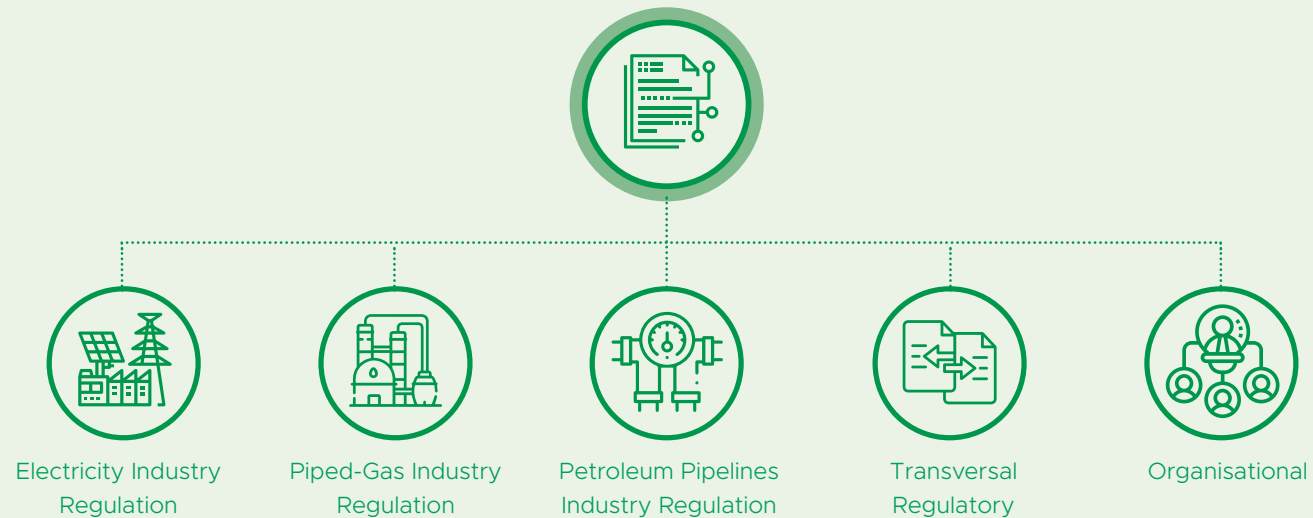 Electricity Industry
Regulation
Piped-Gas Industry
Regulation
Petroleum Pipelines
Industry Regulation
Transversal
Regulatory
Organisational